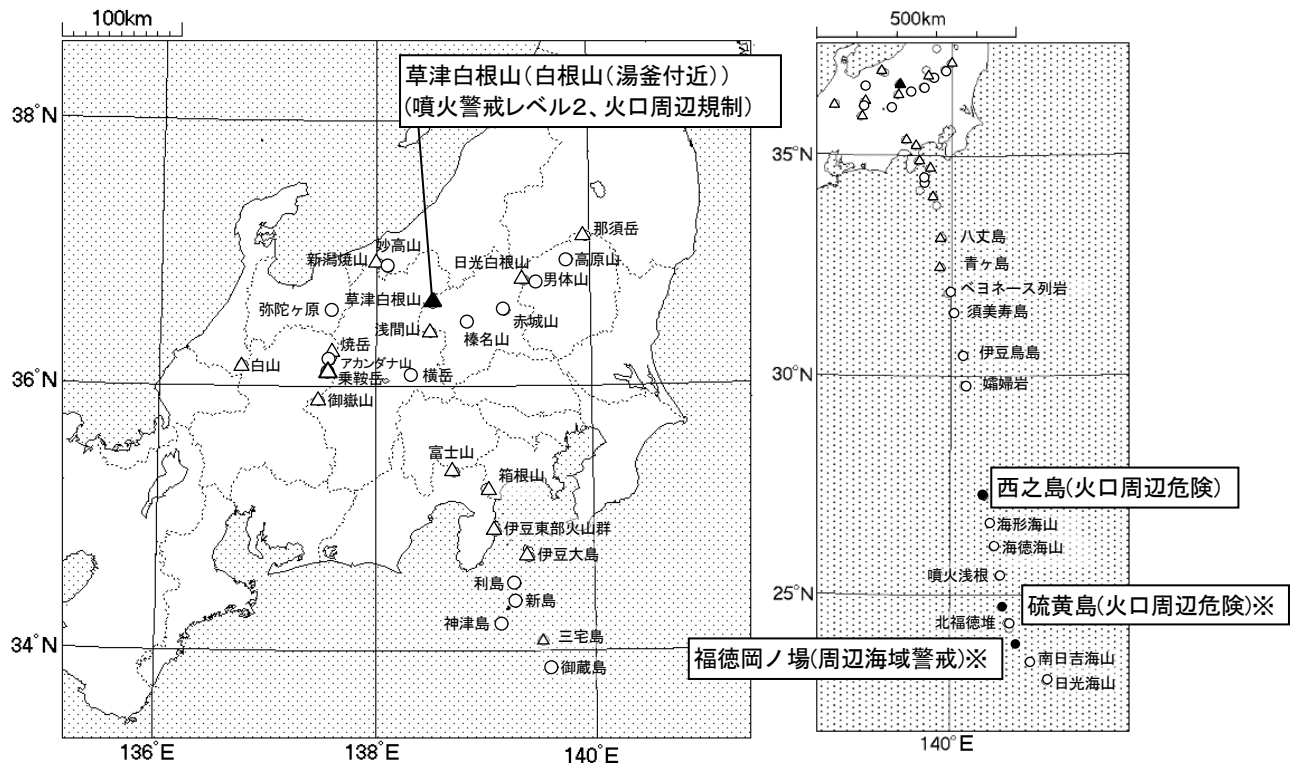 100km
500km
草津白根山(白根山(湯釜付近))
(噴火警戒レベル2、火口周辺規制)
38°N
36°N
34°N
136°E
138°E
140°E
那須岳
妙高山
新潟焼山
日光白根山
高原山
男体山
草津白根山
弥陀ヶ原
赤城山
浅間山
榛名山
焼岳
アカンダナ山
白山
乗鞍岳
横岳
御嶽山
富士山
箱根山
伊豆東部火山群
伊豆大島
利島
新島
神津島
三宅島
御蔵島
35°N
30°N
25°N
140°E
八丈島
青ヶ島
ベヨネース列岩
須美寿島
伊豆鳥島
孀婦岩
西之島(火口周辺危険)
海形海山
海徳海山
噴火浅根
硫黄島(火口周辺危険)※
北福徳堆
福徳岡ノ場(周辺海域警戒)※
南日吉海山
日光海山